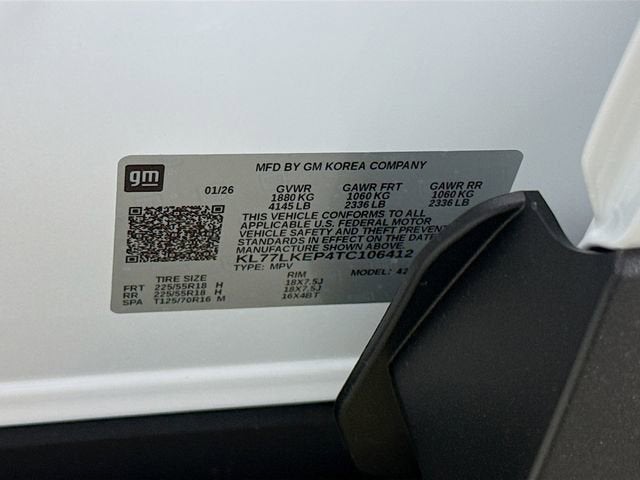 gm
MFD BY GM KOREA COMPANY
01/26 GVWR GAWR FRT GAWR RR
1880 KG 1060 KG 1060 KG
4145 LB 2336 LB 2336 LB
THIS VEHICLE CONFORMS TO ALL
APPLICABLE U.S. FEDERAL MOTOR
VEHICLE SAFETY AND THEFT PREVENTI
STANDARDS IN EFFECT ON THE DATE
MANUFACTURE SHOWN ABOVE.
KL77LKEP4TC106412
TYPE: MPV MODEL: 42
TIRE SIZE RIM
FRT 225/55R18 H 18X7.5J
RR 225/55R18 H 18X7.5J
SPA T125/70R16 M 16X4BT